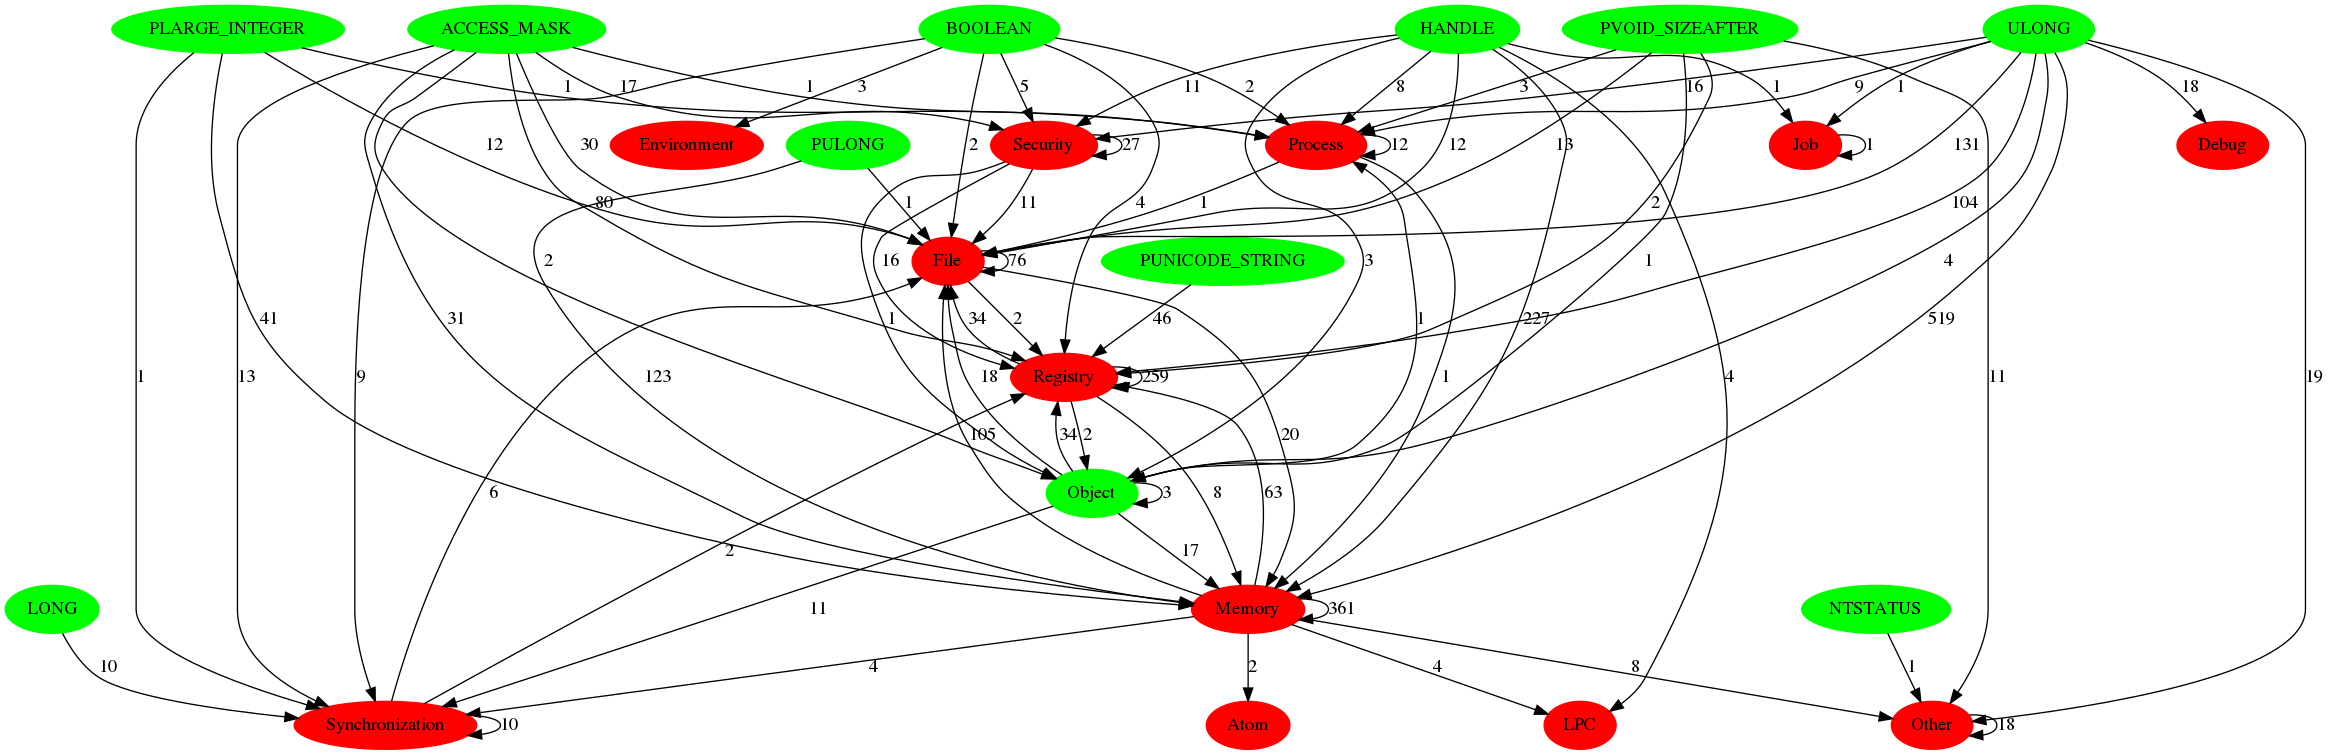 PLARGE_INTEGER ACCESS_MASK BOOLEAN HANDLE PVOID_SIZEAFTER ULONG
1 17 1 3 5 2 11 8 3 1 16 9 1 18
Environment PULONG Security Process Job Debug
12 30 2 27 12 12 13 1 131
80 1 11 4 1 2 104
2 16 File 76 PUNICODE_STRING 3 1 4
41 31 1 34 2 46 1 227 519
1 13 9 123 18 Registry 259 1 4 11 19
105 34 2 20
6 Object 3 8 63
2 17
LONG 11 Memory 361 NTSTATUS
10 4 2 4 8 1
Synchronization 10 Atom LPC Other 18